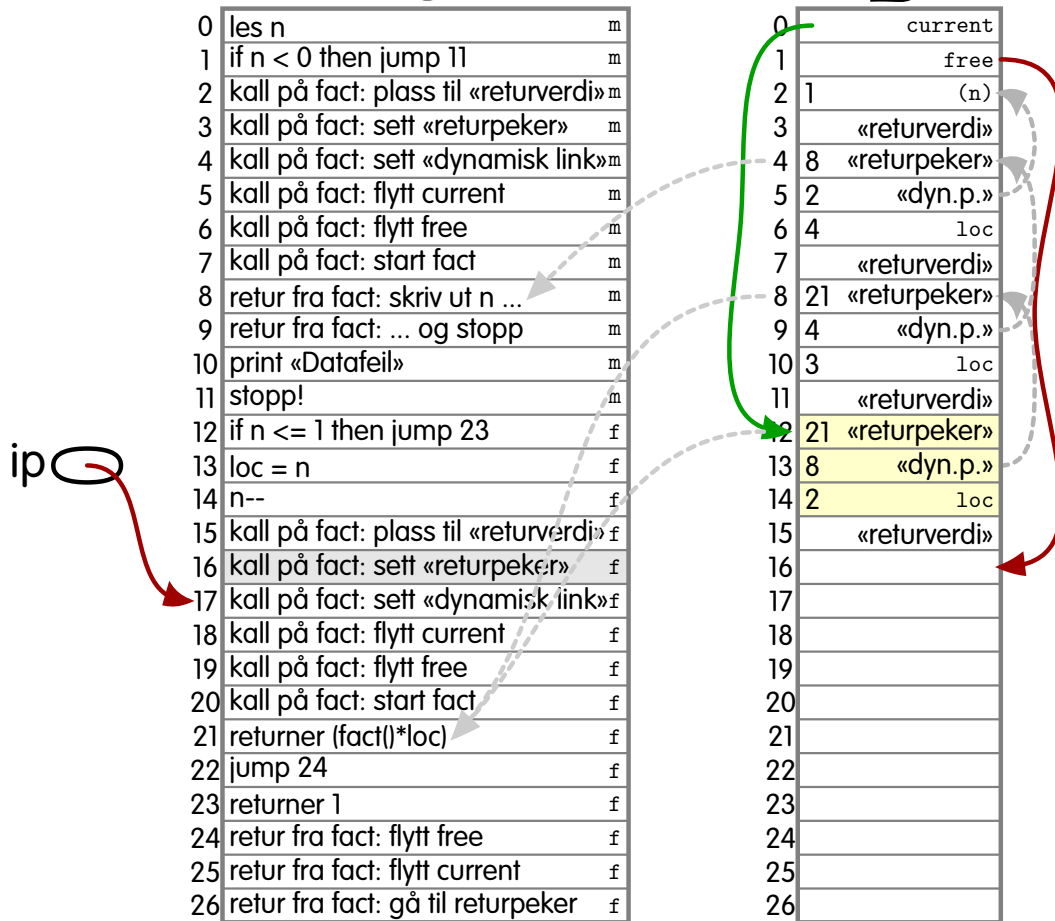 0 les n m
1 if n < 0 then jump 11 m
2 kall på fact: plass til «returverdi» m
3 kall på fact: sett «returpeker» m
4 kall på fact: sett «dynamisk link» m
5 kall på fact: flytt current m
6 kall på fact: flytt free m
7 kall på fact: start fact m
8 retur fra fact: skriv ut n ... m
9 retur fra fact: ... og stopp m
10 print «Datafeil» m
11 stopp! m
12 if n <= 1 then jump 23 f
13 loc = n f
14 n-- f
15 kall på fact: plass til «returverdi» f
16 kall på fact: sett «returpeker» f
17 kall på fact: sett «dynamisk link» f
18 kall på fact: flytt current f
19 kall på fact: flytt free f
20 kall på fact: start fact f
21 returner (fact()*loc) f
22 jump 24 f
23 returner 1 f
24 retur fra fact: flytt free f
25 retur fra fact: flytt current f
26 retur fra fact: gå til returpeker f
ip
0 current
1 free
2 1 (n)
3 «returverdi»
4 8 «returpeker»
5 2 «dyn.p.»
6 4 loc
7 «returverdi»
8 21 «returpeker»
9 4 «dyn.p.»
10 3 loc
11 «returverdi»
12 21 «returpeker»
13 8 «dyn.p.»
14 2 loc
15 «returverdi»
16
17
18
19
20
21
22
23
24
25
26